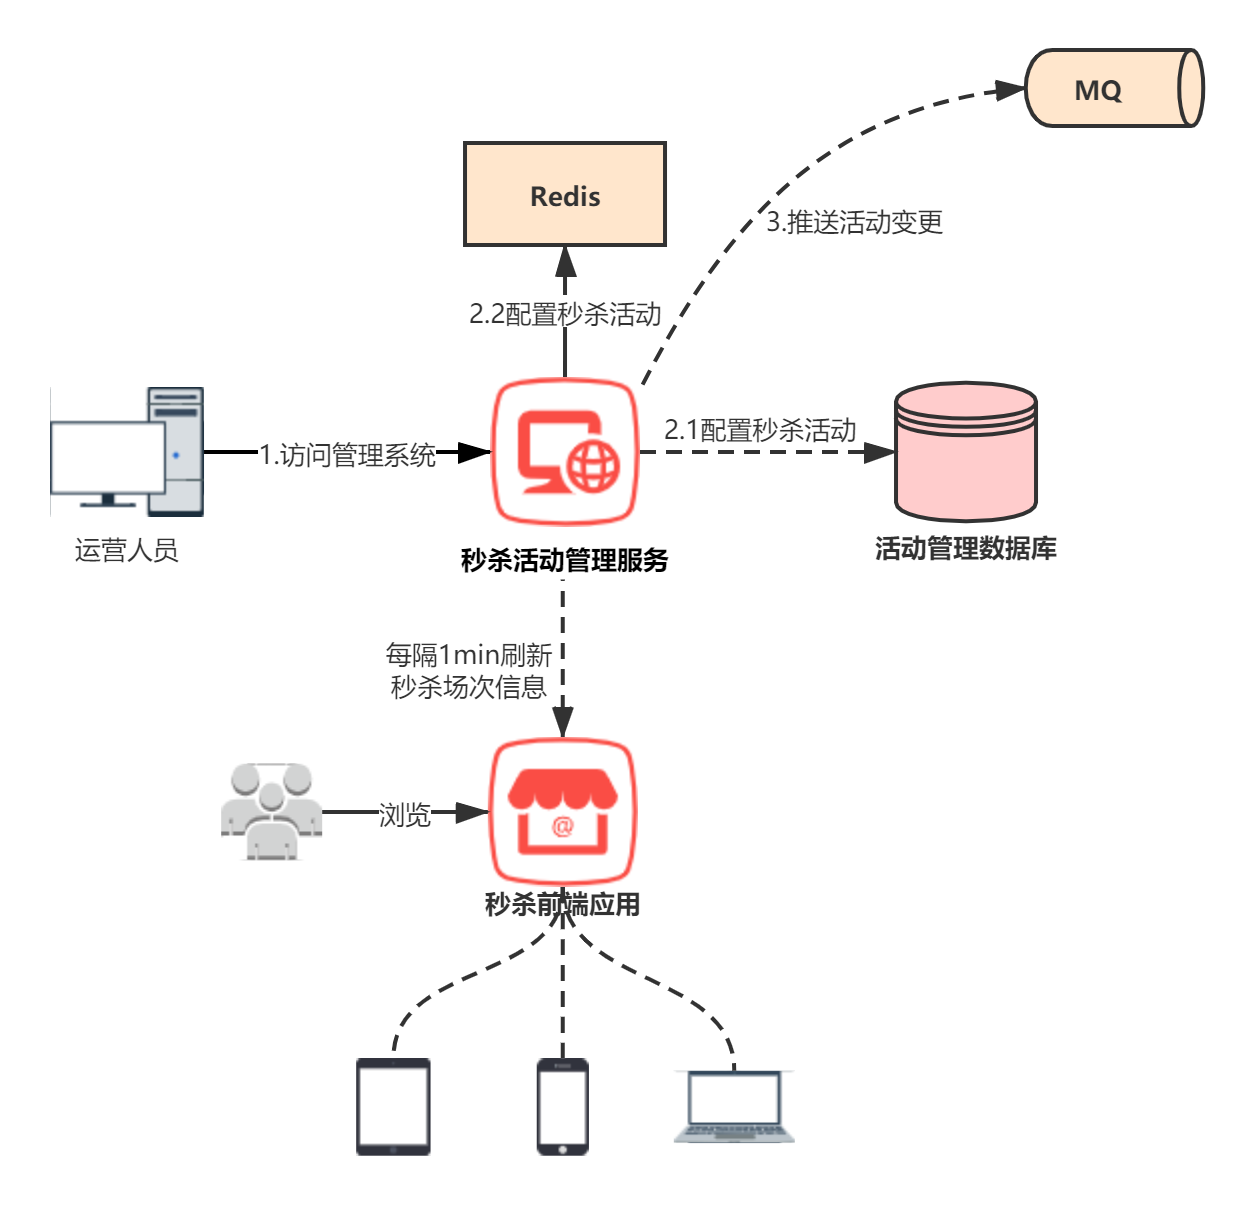 MQ
Redis
3.推送活动变更
2.2配置秒杀活动
2.1配置秒杀活动
1.访问管理系统
运营人员
秒杀活动管理服务
活动管理数据库
每隔1min刷新
秒杀场次信息
浏览
@
秒杀前端应用